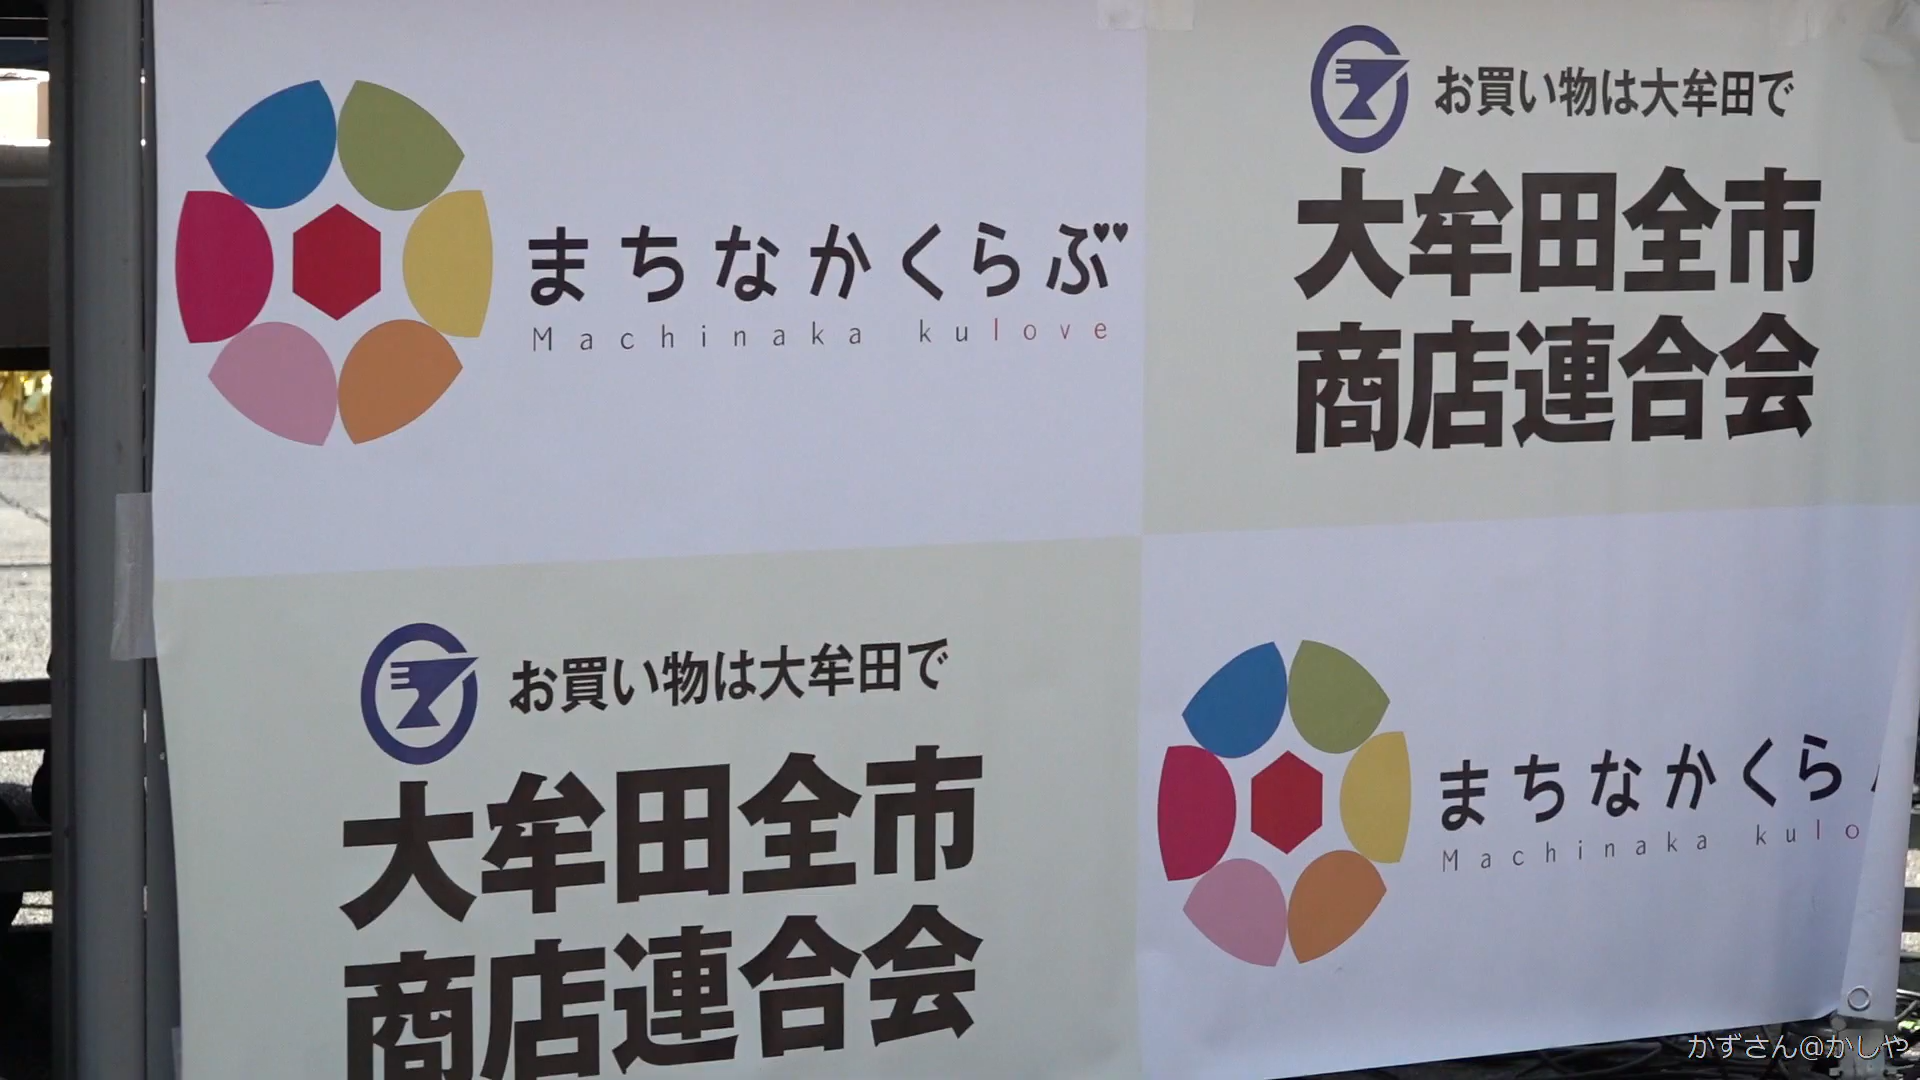 まちなかくらぶ
Machinaka kulove
お買い物は大牟田で
大牟田全市
商店連合会
お買い物は大牟田で
大牟田全市
商店連合会
まちなかくら
Machinaka kulo
かずさん@かしや